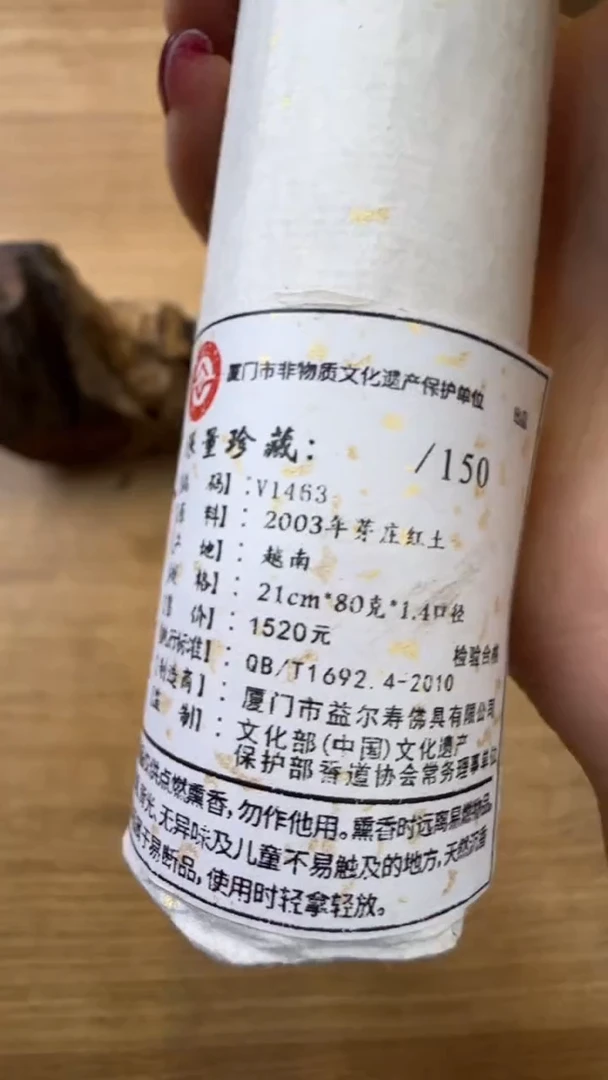 厦门市非物质文化遗产保护单位
量珍藏: /150
码】:V1463
料】: 2003年芽庄红土
地】: 越南
格】: 21cm*80克*1.4口径
价】: 1520元
标准】: QB/T1692.4-2010 检验合格
制造商】: 厦门市益尔寿佛具有限公司
制】: 文化部(中国)文化遗产
保护部香道协会常务理事单位
点燃熏香,勿作他用。熏香时远离易燃物品,
光、无异味及儿童不易触及的地方,天然沉香
于易断品,使用时轻拿轻放。